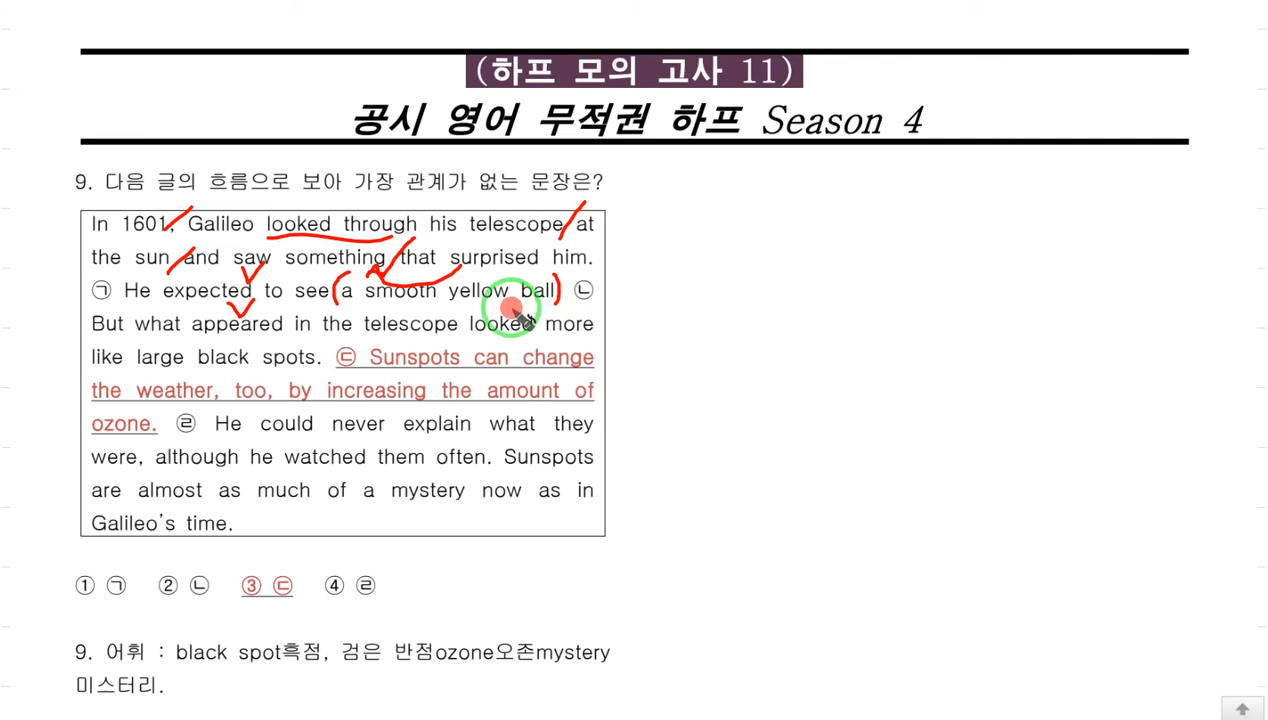 (하프 모의 고사 11)
공시 영어 무적권 하프 Season 4
9. 다음 글의 흐름으로 보아 가장 관계가 없는 문장은?
In 1601, Galileo looked through his telescope at
the sun and saw something that surprised him.
㉠ He expected to see a smooth yellow ball ㉡
But what appeared in the telescope looked more
like large black spots. ㉢ Sunspots can change
the weather, too, by increasing the amount of
ozone. ㉣ He could never explain what they
were, although he watched them often. Sunspots
are almost as much of a mystery now as in
Galileo's time.
① ㉠ ② ㉡ ③ ㉢ ④ ㉣
9. 어휘 : black spot흑점, 검은 반점ozone오존mystery
미스터리.